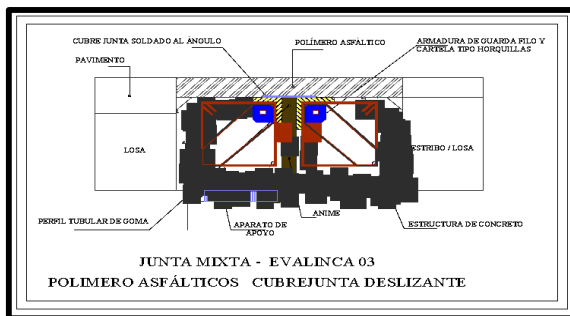 CUBRE JUNTA SOLDADO AL ÁNGULO
POLÍMERO ASFÁLTICO
ARMADURA DE GUARDA FILO Y
CARTELA TIPO HORQUILLAS
PAVIMENTO
LOSA
ESTRIBO / LOSA
PERFIL TUBULAR DE GOMA
APARATO DE
APOYO
ANIME
ESTRUCTURA DE CONCRETO
JUNTA MIXTA - EVALINCA 03
POLIMERO ASFÁLTICOS CUBREJUNTA DESLIZANTE